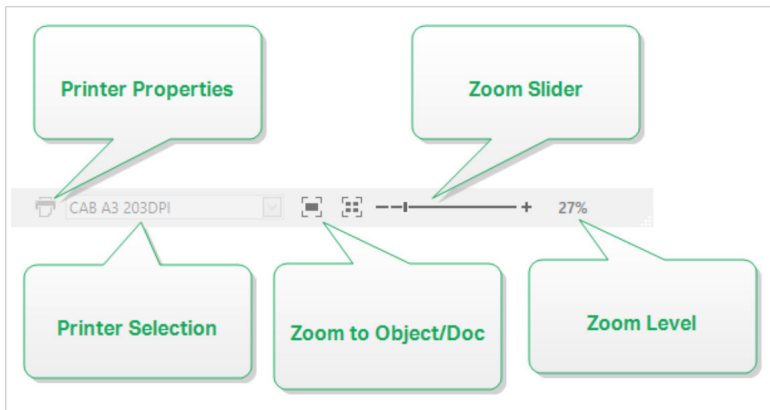 Printer Properties
Zoom Slider
CAB A3 203DPI
27%
Printer Selection
Zoom to Object/Doc
Zoom Level